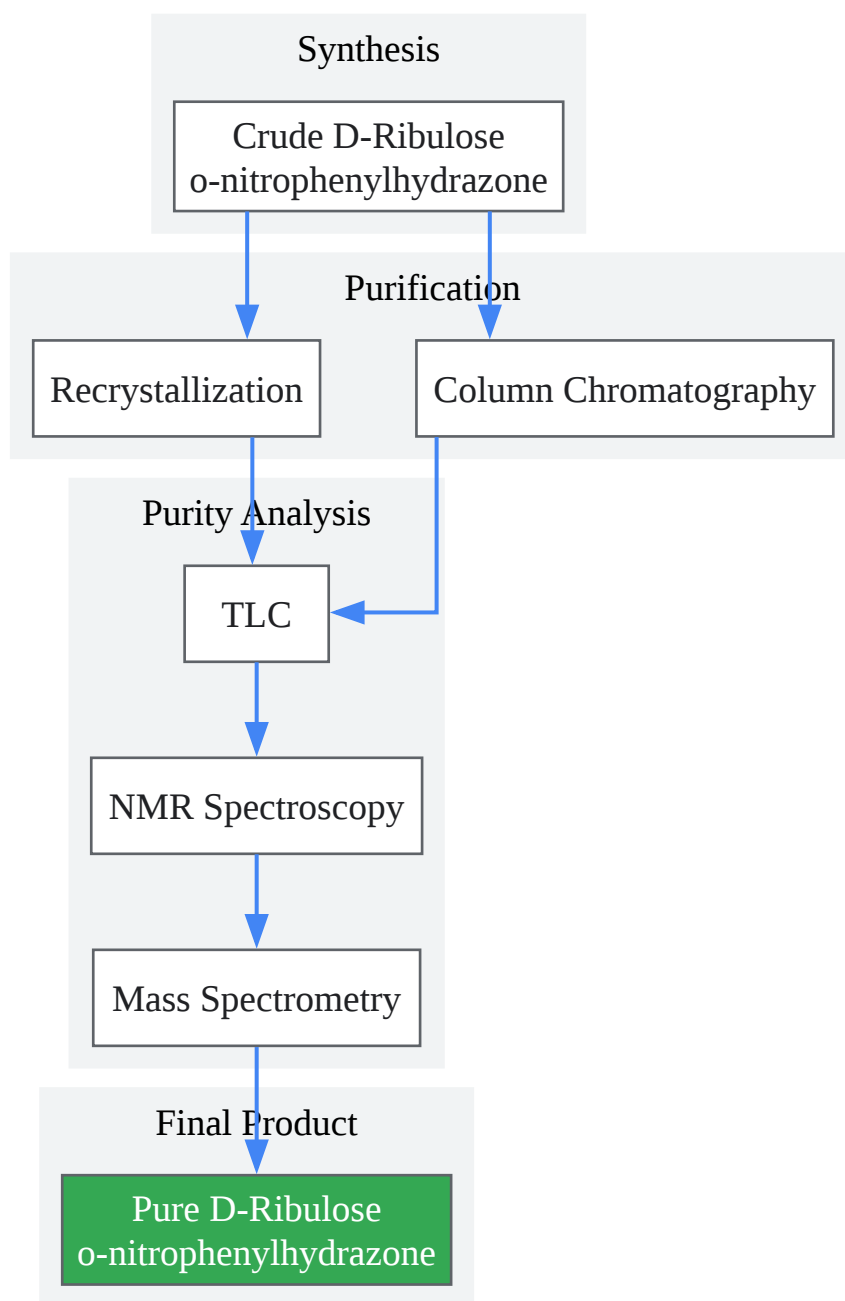 Synthesis
Crude D-Ribulose
o-nitrophenylhydrazone
Purification
Recrystallization
Column Chromatography
Purity Analysis
TLC
NMR Spectroscopy
Mass Spectrometry
Final Product
Pure D-Ribulose
o-nitrophenylhydrazone